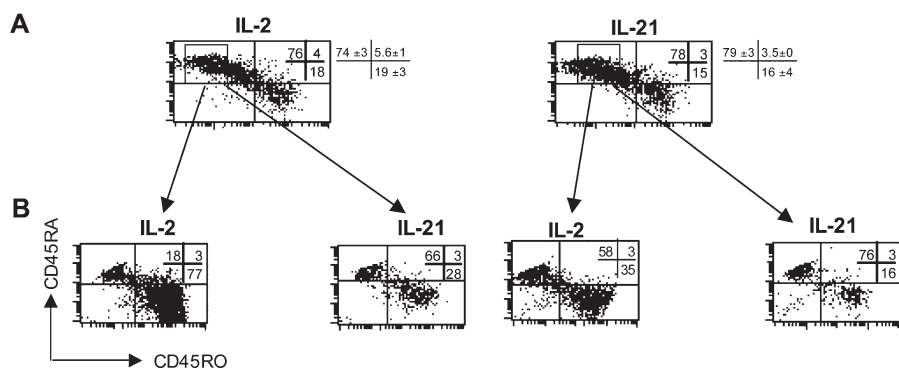 A
IL-2
76 4
18
74 ±3 5.6±1
19 ±3
IL-21
78 3
15
79 ±3 3.5±0
16 ±4
B
CD45RA
CD45RO
IL-2
18 3
77
IL-21
66 3
28
IL-2
58 3
35
IL-21
76 3
16